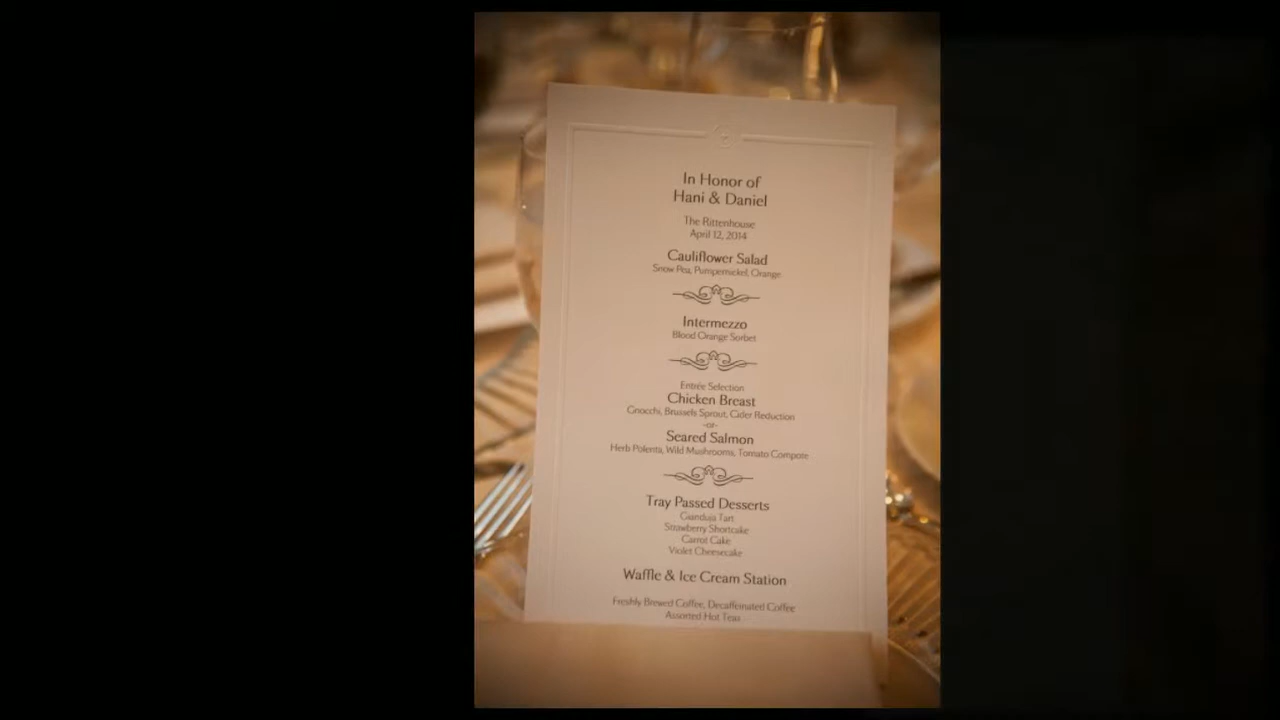 In Honor of
Hani & Daniel
The Rittenhouse
April 12, 2014
Cauliflower Salad
Snow Pea, Pumpernickel, Orange
Intermezzo
Blood Orange Sorbet
Entrée Selection
Chicken Breast
Gnocchi, Brussels Sprout, Cider Reduction
-or-
Seared Salmon
Herb Polenta, Wild Mushrooms, Tomato Compote
Tray Passed Desserts
Gianduja Tart
Strawberry Shortcake
Carrot Cake
Violet Cheesecake
Waffle & Ice Cream Station
Freshly Brewed Coffee, Decaffeinated Coffee
Assorted Hot Teas